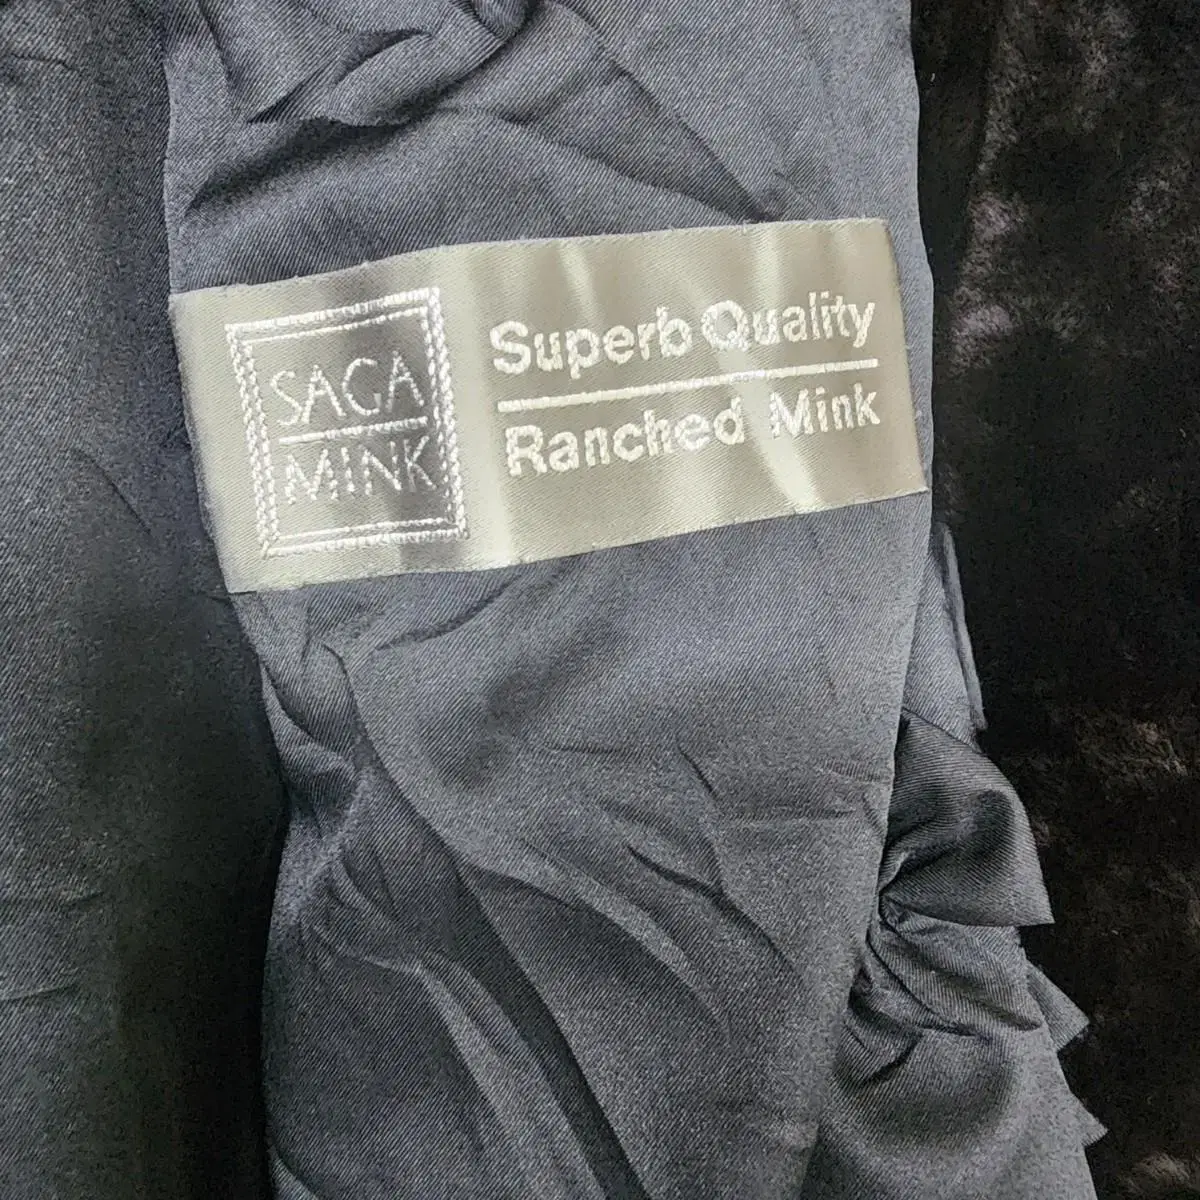 SAGA
MINK
Superb Quality
Ranched Mink